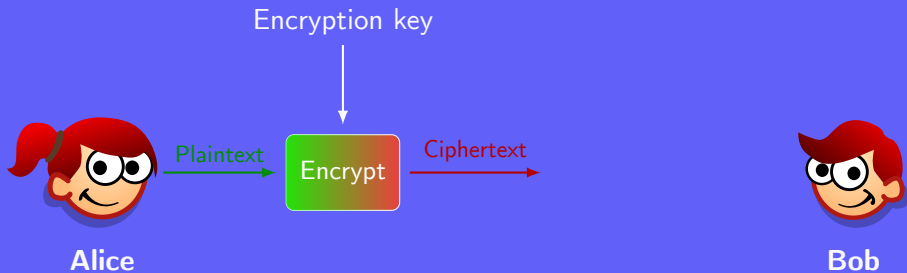 Encryption key
Plaintext
Encrypt
Ciphertext
Alice
Bob